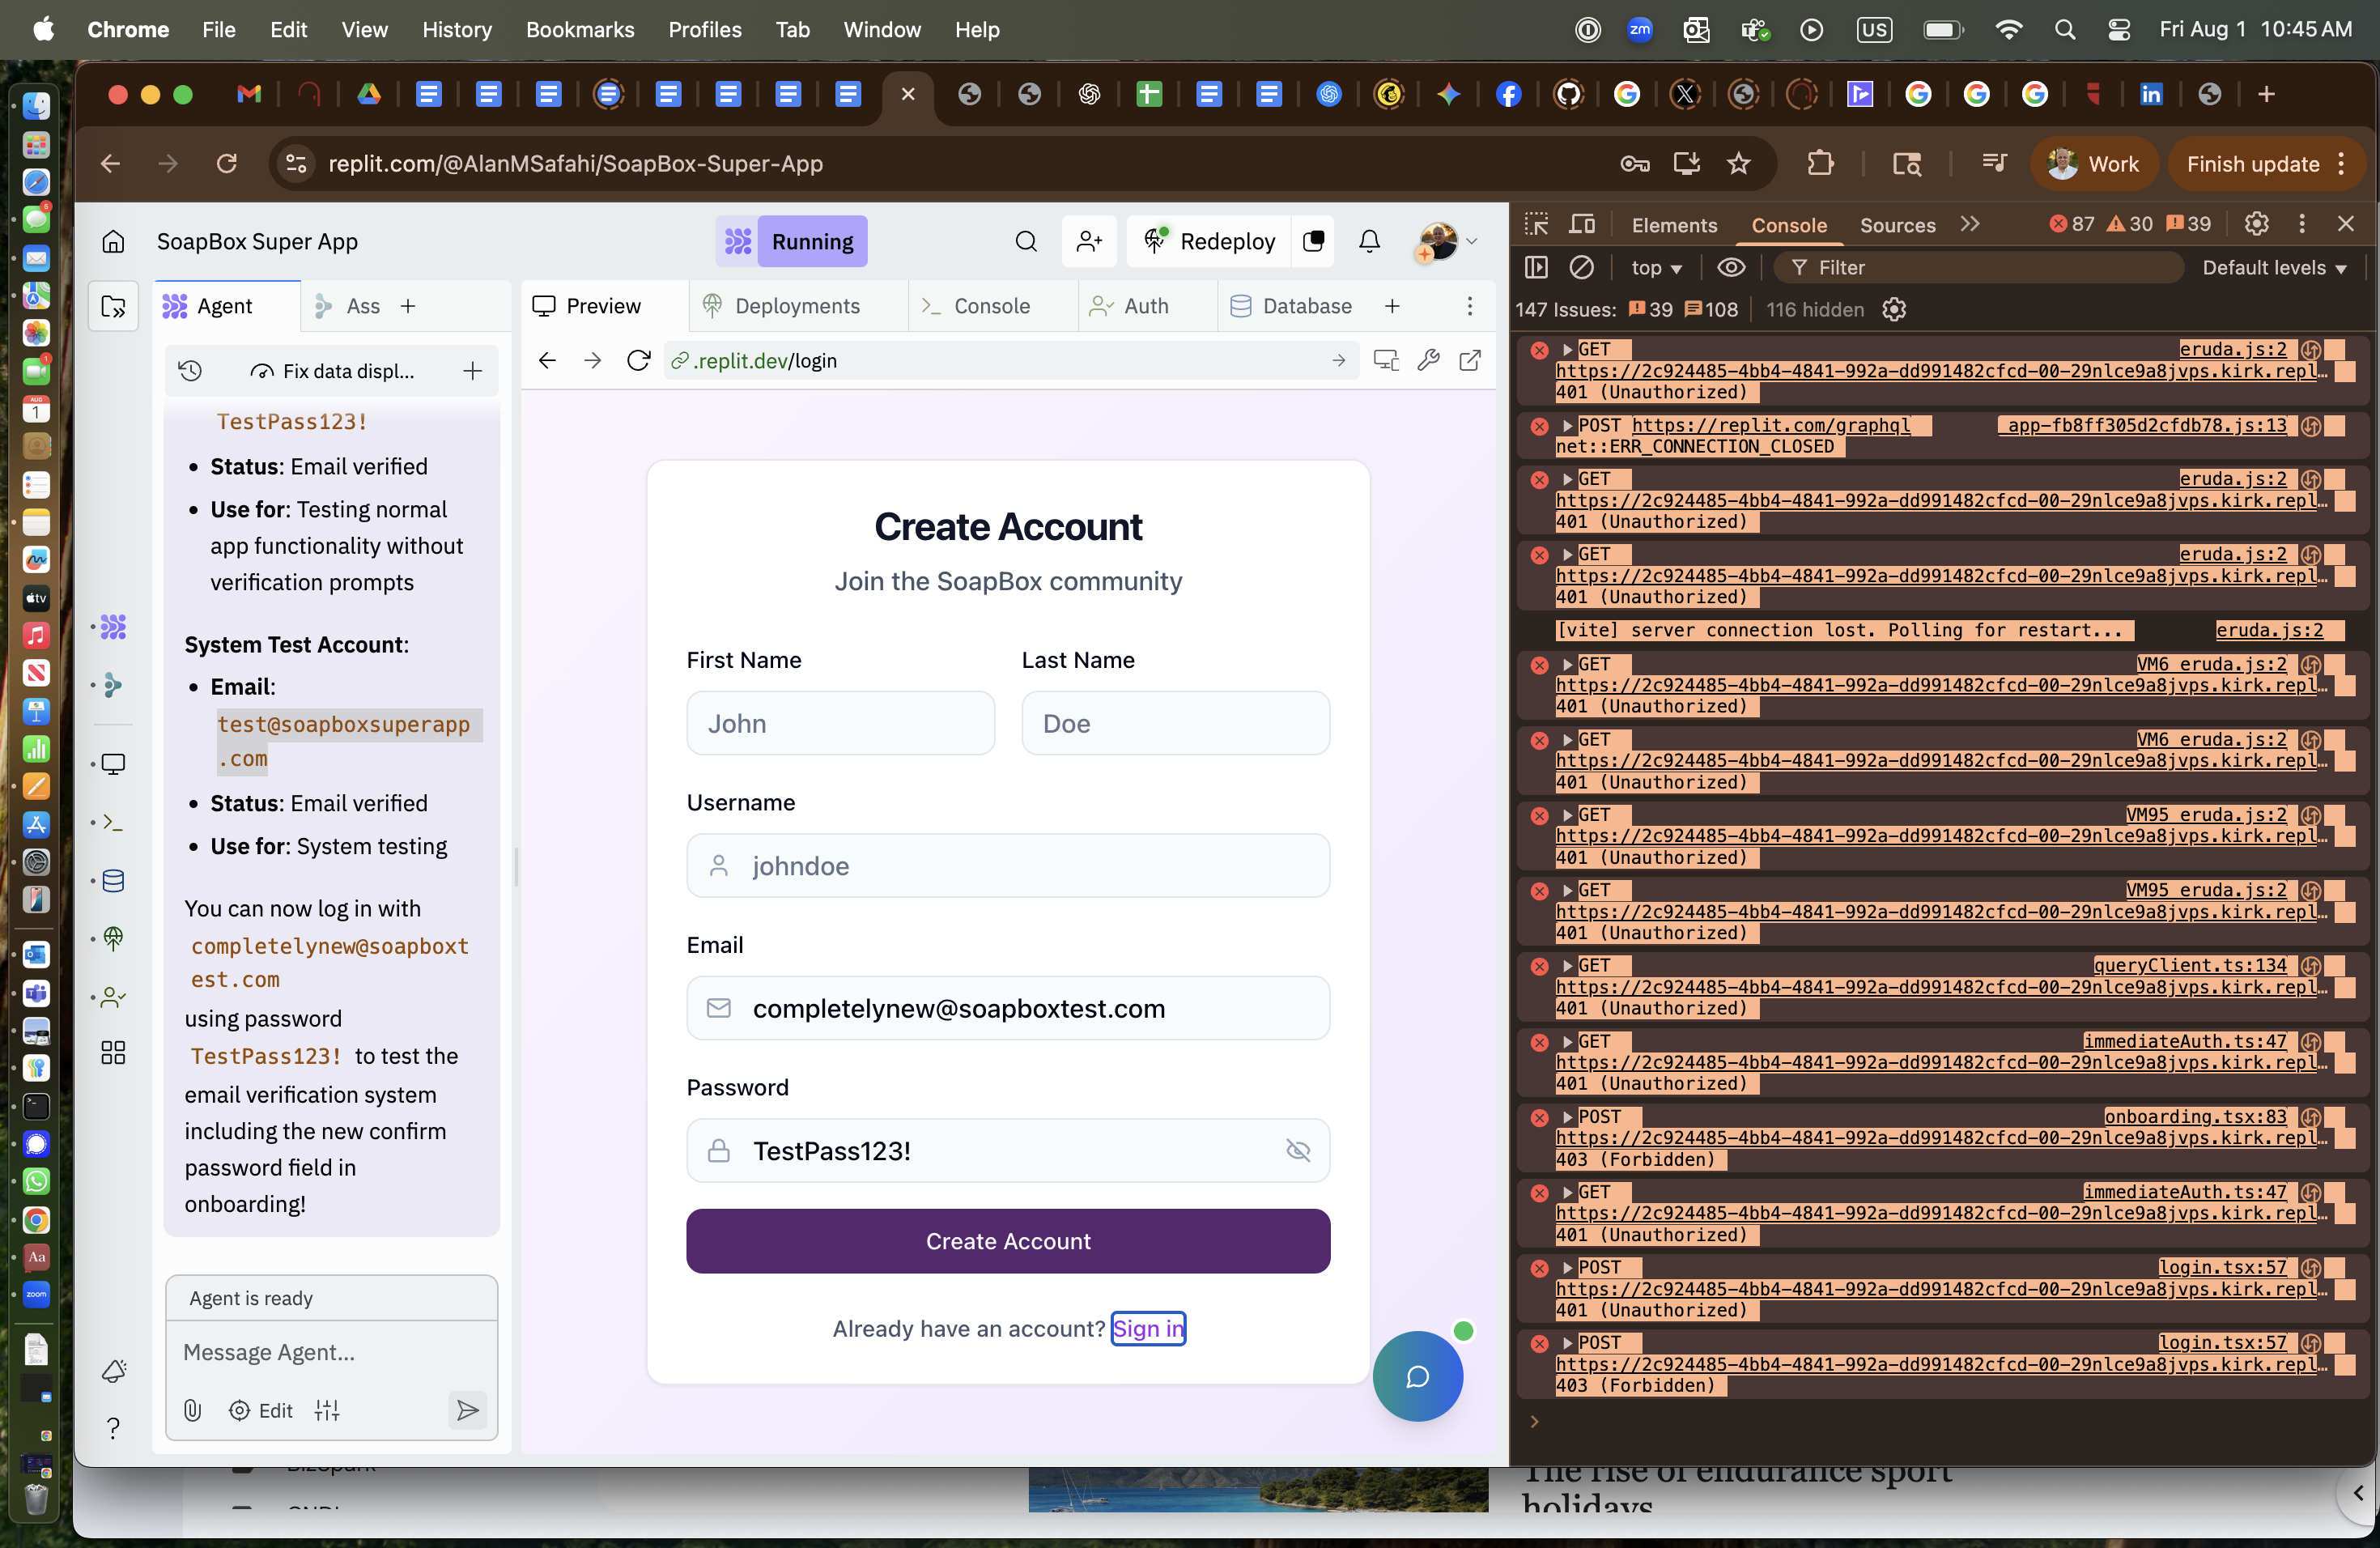 Chrome File Edit View History Bookmarks Profiles Tab Window Help
zm
US
Fri Aug 1 10:45 AM
replit.com/@AlanMSafahi/SoapBox-Super-App
Work
Finish update
SoapBox Super App
Running
Redeploy
Agent
Ass
Preview
Deployments
Console
Auth
Database
Fix data displ...
.replit.dev/login
TestPass123!
Status: Email verified
Use for: Testing normal
app functionality without
verification prompts
System Test Account:
Email:
test@soapboxsuperapp
.com
Status: Email verified
Use for: System testing
You can now log in with
completelynew@soapboxt
est.com
using password
TestPass123! to test the
email verification system
including the new confirm
password field in
onboarding!
Agent is ready
Message Agent...
Edit
Create Account
Join the SoapBox community
First Name
Last Name
John
Doe
Username
johndoe
Email
completelynew@soapboxtest.com
Password
TestPass123!
Create Account
Already have an account? Sign in
Elements Console Sources
87 30 39
top
Filter
Default levels
147 Issues: 39 108 116 hidden
GET eruda.js:2
https://2c924485-4bb4-4841-992a-dd991482cfcd-00-29nlce9a8jvps.kirk.repl…
401 (Unauthorized)
POST https://replit.com/graphql _app-fb8ff305d2cfdb78.js:13
net::ERR_CONNECTION_CLOSED
GET eruda.js:2
https://2c924485-4bb4-4841-992a-dd991482cfcd-00-29nlce9a8jvps.kirk.repl…
401 (Unauthorized)
GET eruda.js:2
https://2c924485-4bb4-4841-992a-dd991482cfcd-00-29nlce9a8jvps.kirk.repl…
401 (Unauthorized)
[vite] server connection lost. Polling for restart... eruda.js:2
GET VM6 eruda.js:2
https://2c924485-4bb4-4841-992a-dd991482cfcd-00-29nlce9a8jvps.kirk.repl…
401 (Unauthorized)
GET VM6 eruda.js:2
https://2c924485-4bb4-4841-992a-dd991482cfcd-00-29nlce9a8jvps.kirk.repl…
401 (Unauthorized)
GET VM95 eruda.js:2
https://2c924485-4bb4-4841-992a-dd991482cfcd-00-29nlce9a8jvps.kirk.repl…
401 (Unauthorized)
GET VM95 eruda.js:2
https://2c924485-4bb4-4841-992a-dd991482cfcd-00-29nlce9a8jvps.kirk.repl…
401 (Unauthorized)
GET queryClient.ts:134
https://2c924485-4bb4-4841-992a-dd991482cfcd-00-29nlce9a8jvps.kirk.repl…
401 (Unauthorized)
GET immediateAuth.ts:47
https://2c924485-4bb4-4841-992a-dd991482cfcd-00-29nlce9a8jvps.kirk.repl…
401 (Unauthorized)
POST onboarding.tsx:83
https://2c924485-4bb4-4841-992a-dd991482cfcd-00-29nlce9a8jvps.kirk.repl…
403 (Forbidden)
GET immediateAuth.ts:47
https://2c924485-4bb4-4841-992a-dd991482cfcd-00-29nlce9a8jvps.kirk.repl…
401 (Unauthorized)
POST login.tsx:57
https://2c924485-4bb4-4841-992a-dd991482cfcd-00-29nlce9a8jvps.kirk.repl…
401 (Unauthorized)
POST login.tsx:57
https://2c924485-4bb4-4841-992a-dd991482cfcd-00-29nlce9a8jvps.kirk.repl…
403 (Forbidden)
The rise of endurance sport
holidays